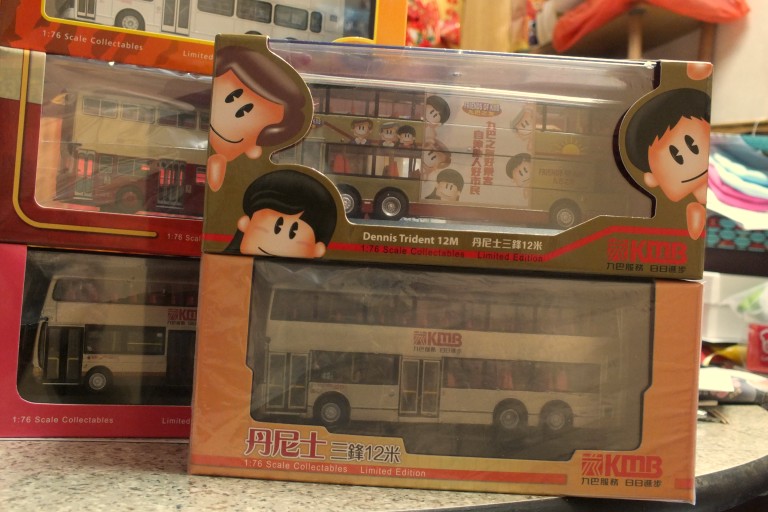 1:76 Scale Collectables Limited
1:76 Sc
1:76 Scale Collectables Limited
Dennis Trident 12M 丹尼士三鋒12米
1:76 Scale Collectables Limited Edition
KMB
九巴服務 日日進步
KMB
丹尼士 三鋒12米
1:76 Scale Collectables Limited Edition
KMB
九巴服務 日日進步